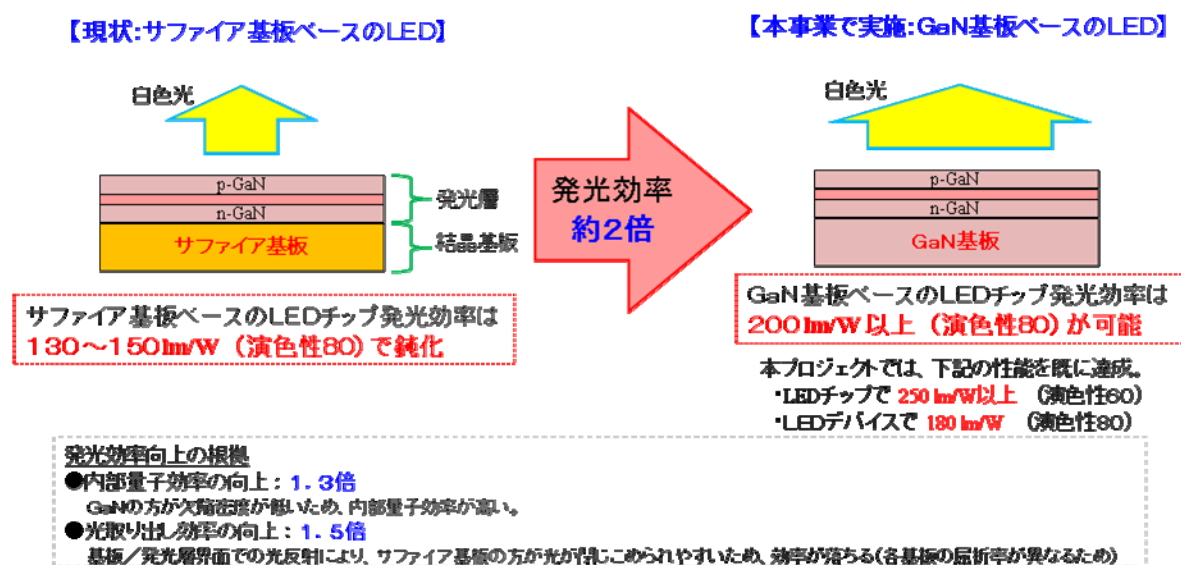 【現状:サファイア基板ベースのLED】
【本事業で実施:GaN基板ベースのLED】
白色光
白色光
p-GaN
n-GaN
サファイア基板
発光層
結晶基板
発光効率
約2倍
p-GaN
n-GaN
GaN基板
サファイア基板ベースのLEDチップ発光効率は
130～150lm/W（演色性80）で鈍化
GaN基板ベースのLEDチップ発光効率は
200lm/W以上（演色性80）が可能
本プロジェクトでは、下記の性能を既に達成。
・LEDチップで 250 lm/W以上 （演色性60）
・LEDデバイスで 180 lm/W （演色性80）
発光効率向上の根拠
●内部量子効率の向上：1.3倍
GaNの方が欠陥密度が低いため、内部量子効率が高い。
●光取り出し効率の向上：1.5倍
基板／発光層界面での光反射により、サファイア基板の方が光が閉じこめられやすいため、効率が落ちる(各基板の屈折率が異なるため)